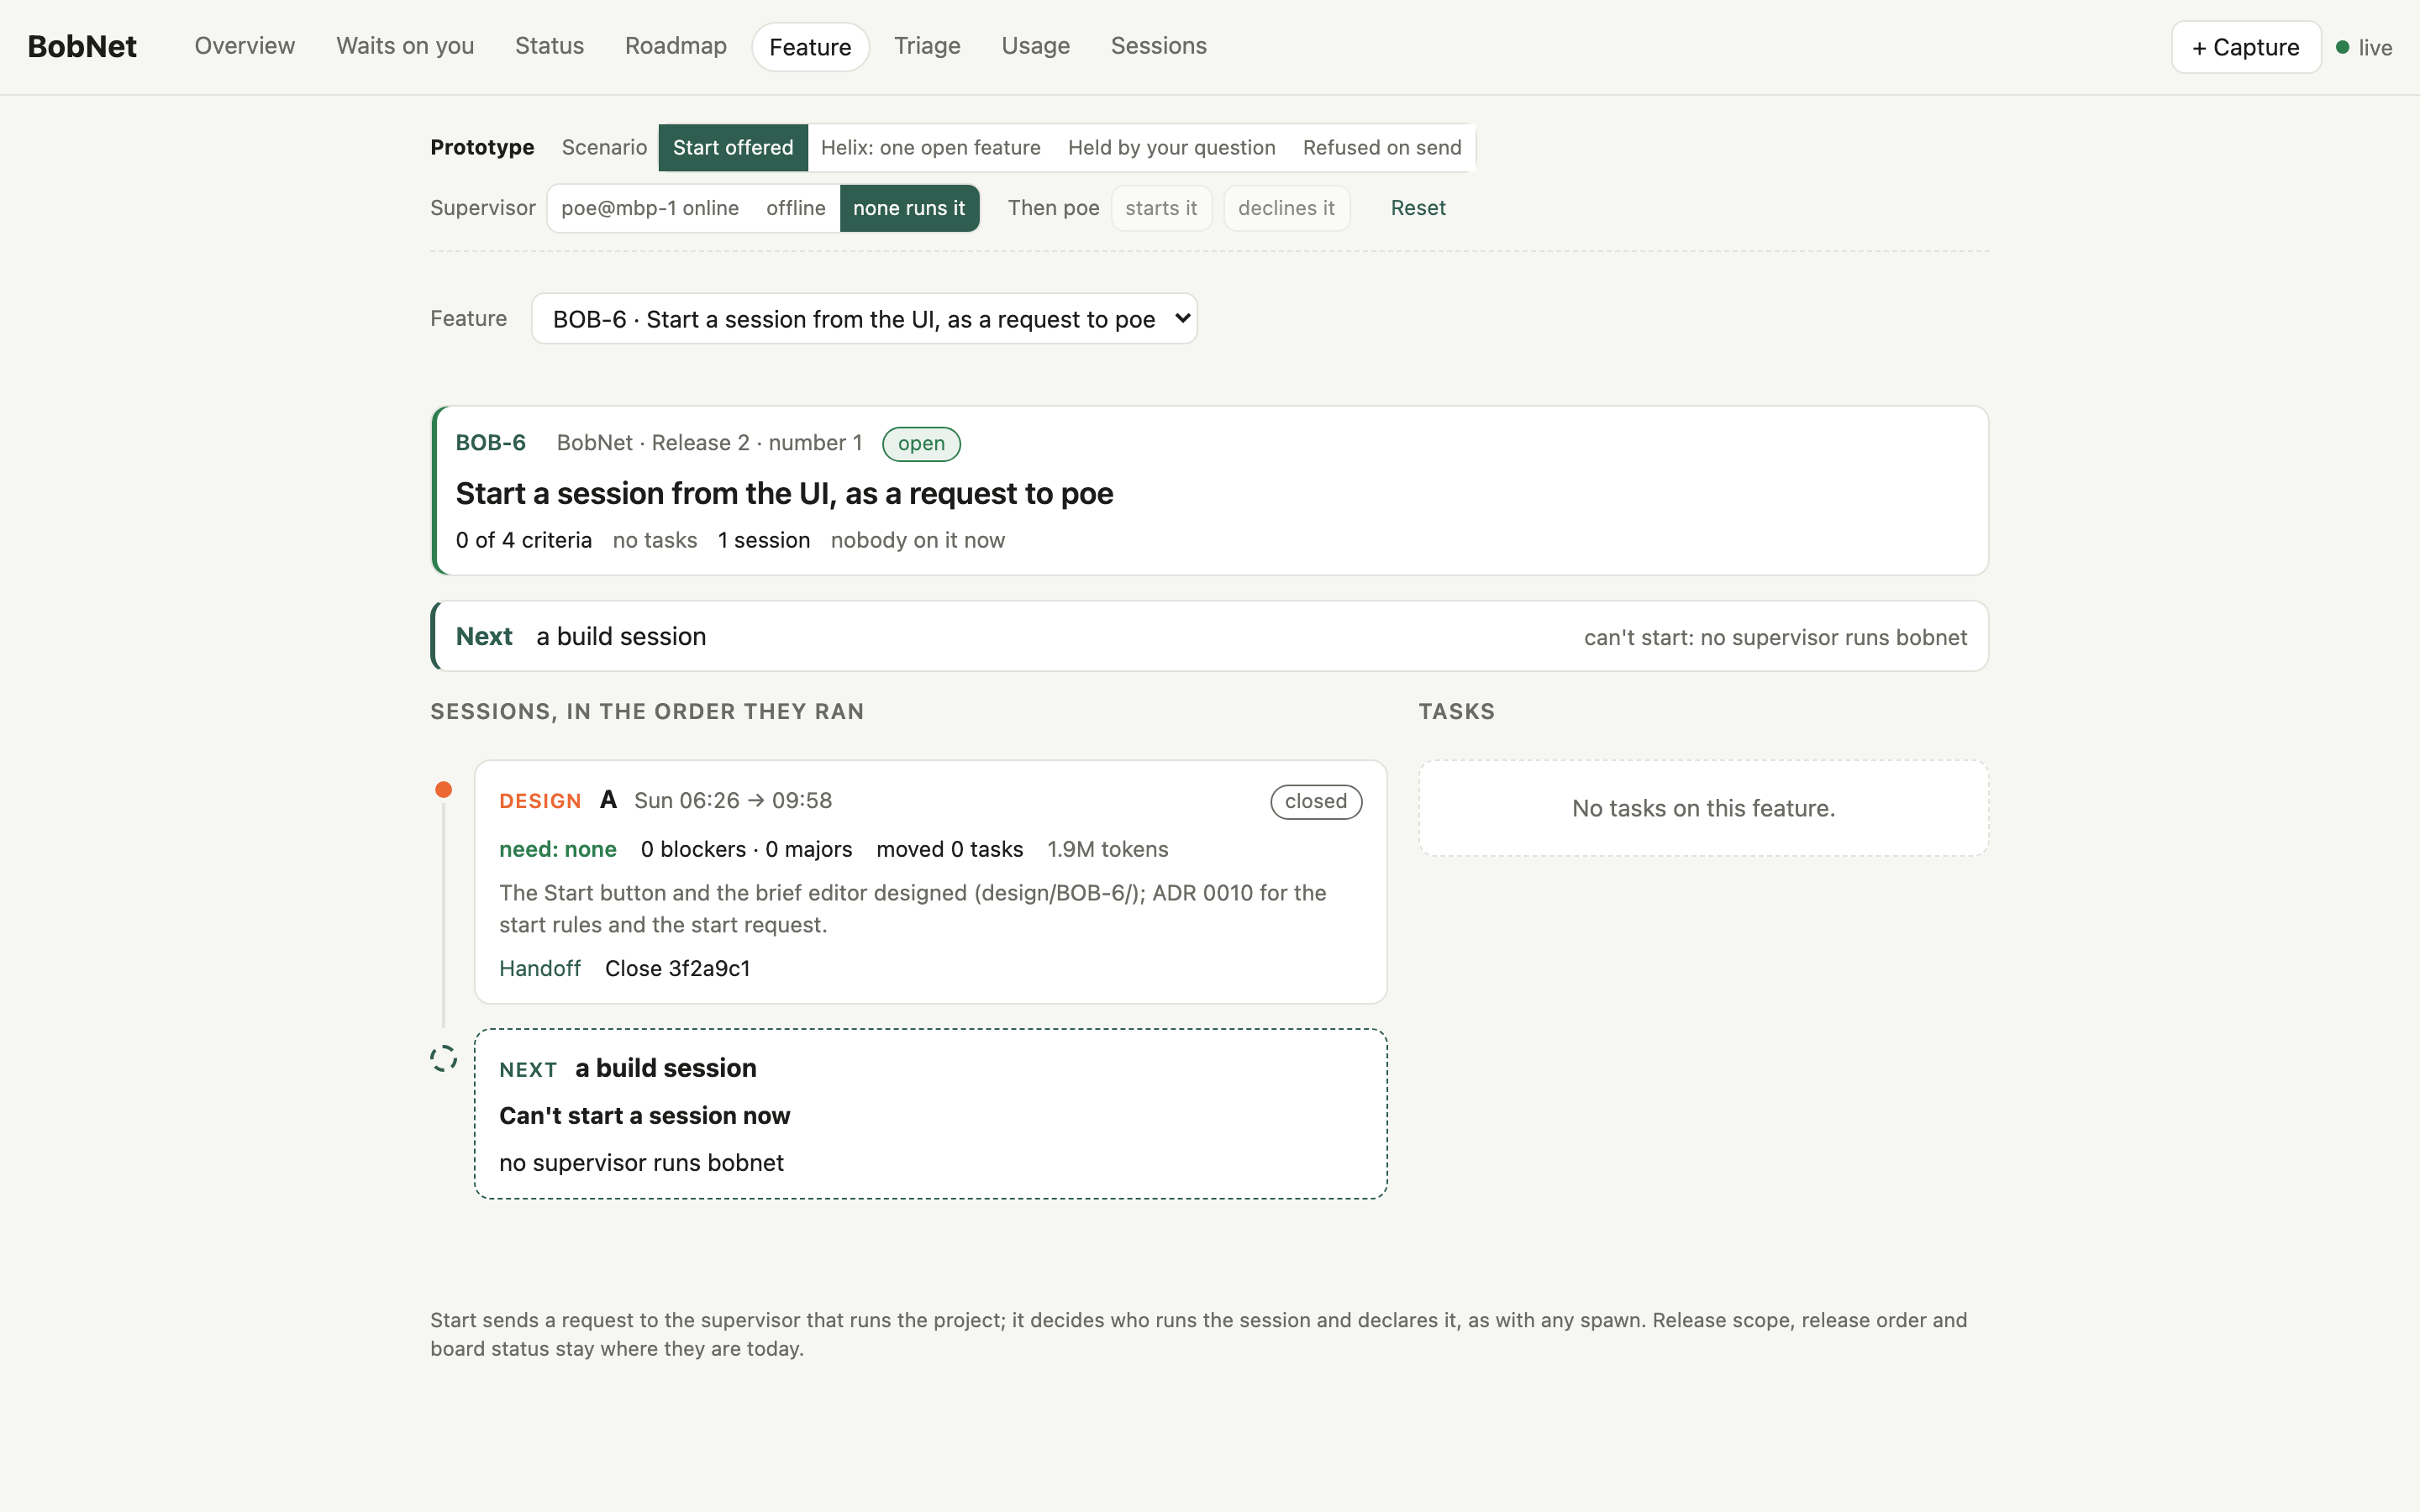 BobNet Overview Waits on you Status Roadmap Feature Triage Usage Sessions + Capture live
Prototype Scenario Start offered Helix: one open feature Held by your question Refused on send
Supervisor poe@mbp-1 online offline none runs it Then poe starts it declines it Reset
Feature BOB-6 · Start a session from the UI, as a request to poe
BOB-6 BobNet · Release 2 · number 1 open
Start a session from the UI, as a request to poe
0 of 4 criteria no tasks 1 session nobody on it now
Next a build session can't start: no supervisor runs bobnet
SESSIONS, IN THE ORDER THEY RAN
DESIGN A Sun 06:26 → 09:58 closed
need: none 0 blockers · 0 majors moved 0 tasks 1.9M tokens
The Start button and the brief editor designed (design/BOB-6/); ADR 0010 for the
start rules and the start request.
Handoff Close 3f2a9c1
NEXT a build session
Can't start a session now
no supervisor runs bobnet
TASKS
No tasks on this feature.
Start sends a request to the supervisor that runs the project; it decides who runs the session and declares it, as with any spawn. Release scope, release order and
board status stay where they are today.